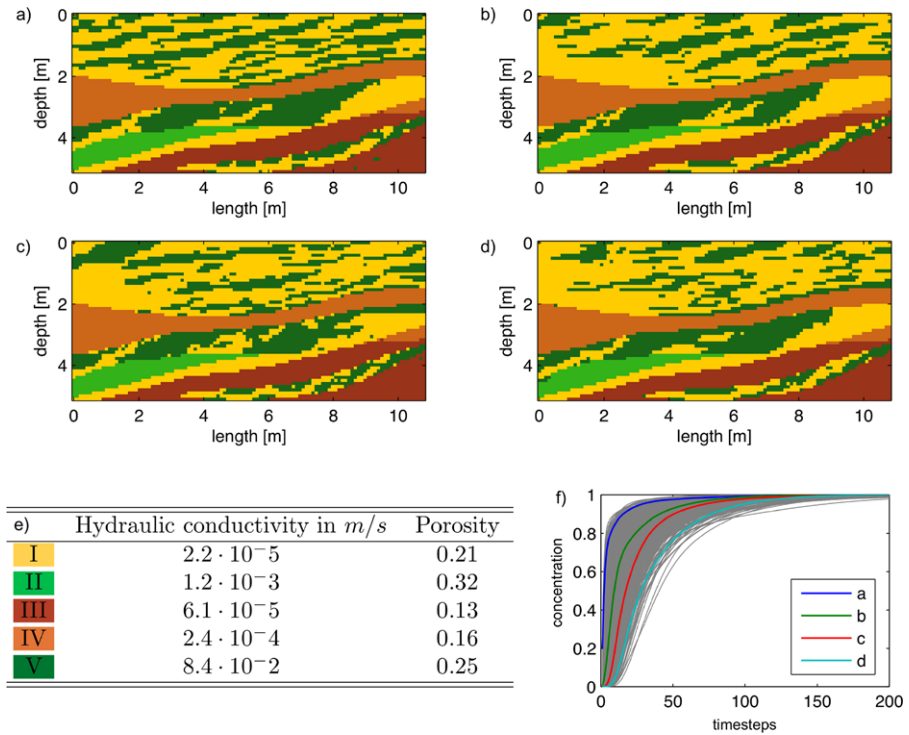 a)
0
2
4
depth [m]
0 2 4 6 8 10
length [m]
b)
0
2
4
depth [m]
0 2 4 6 8 10
length [m]
c)
0
2
4
depth [m]
0 2 4 6 8 10
length [m]
d)
0
2
4
depth [m]
0 2 4 6 8 10
length [m]
e) Hydraulic conductivity in m/s Porosity
I 2.2 · 10⁻5 0.21
II 1.2 · 10⁻3 0.32
III 6.1 · 10⁻5 0.13
IV 2.4 · 10⁻4 0.16
V 8.4 · 10⁻2 0.25
f)
1
0.8
0.6
0.4
0.2
0
concentration
0 50 100 150 200
timesteps
a
b
c
d